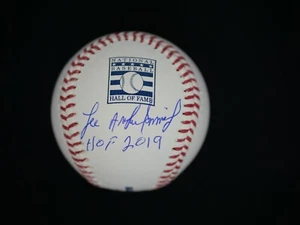 NATIONAL
BASEBALL
HALL OF FAME
Lee Arthur Smith
HOF 2019